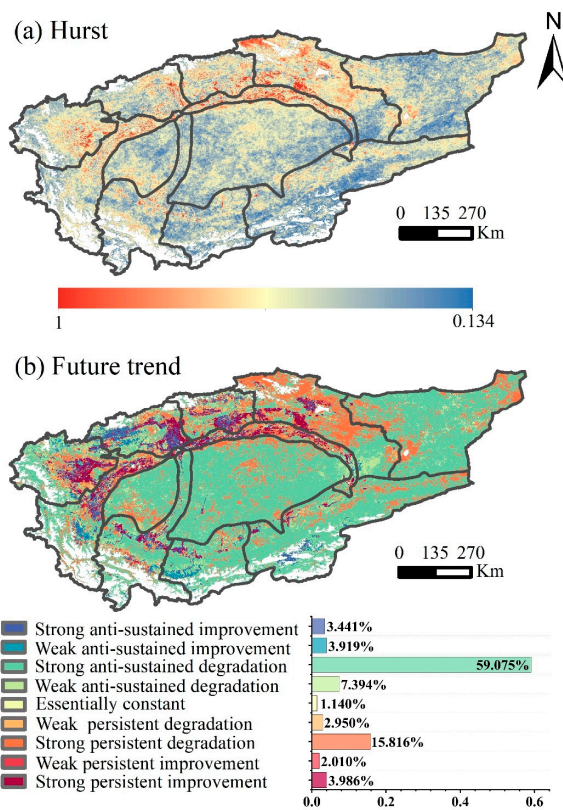 (a) Hurst
N
0 135 270
Km
1
0.134
(b) Future trend
0 135 270
Km
Strong anti-sustained improvement 3.441%
Weak anti-sustained improvement 3.919%
Strong anti-sustained degradation 59.075%
Weak anti-sustained degradation 7.394%
Essentially constant 1.140%
Weak persistent degradation 2.950%
Strong persistent degradation 15.816%
Weak persistent improvement 2.010%
Strong persistent improvement 3.986%
0.0 0.2 0.4 0.6